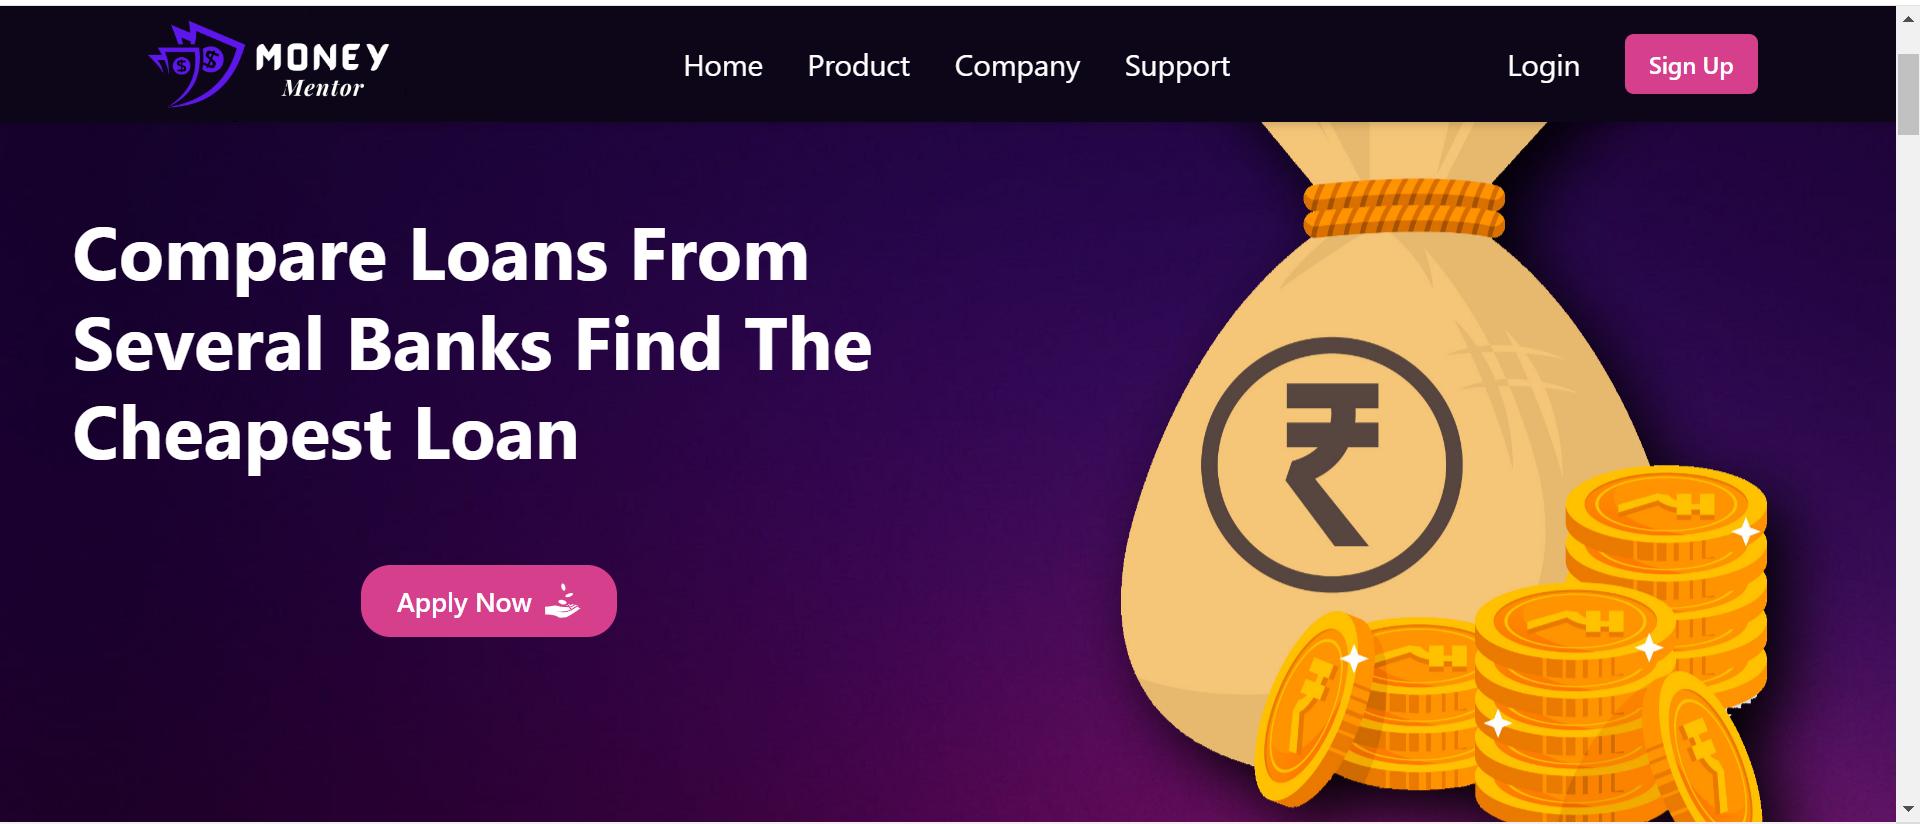 MONEY
Mentor
Home
Product
Company
Support
Login
Sign Up
Compare Loans From
Several Banks Find The
Cheapest Loan
₹
Apply Now